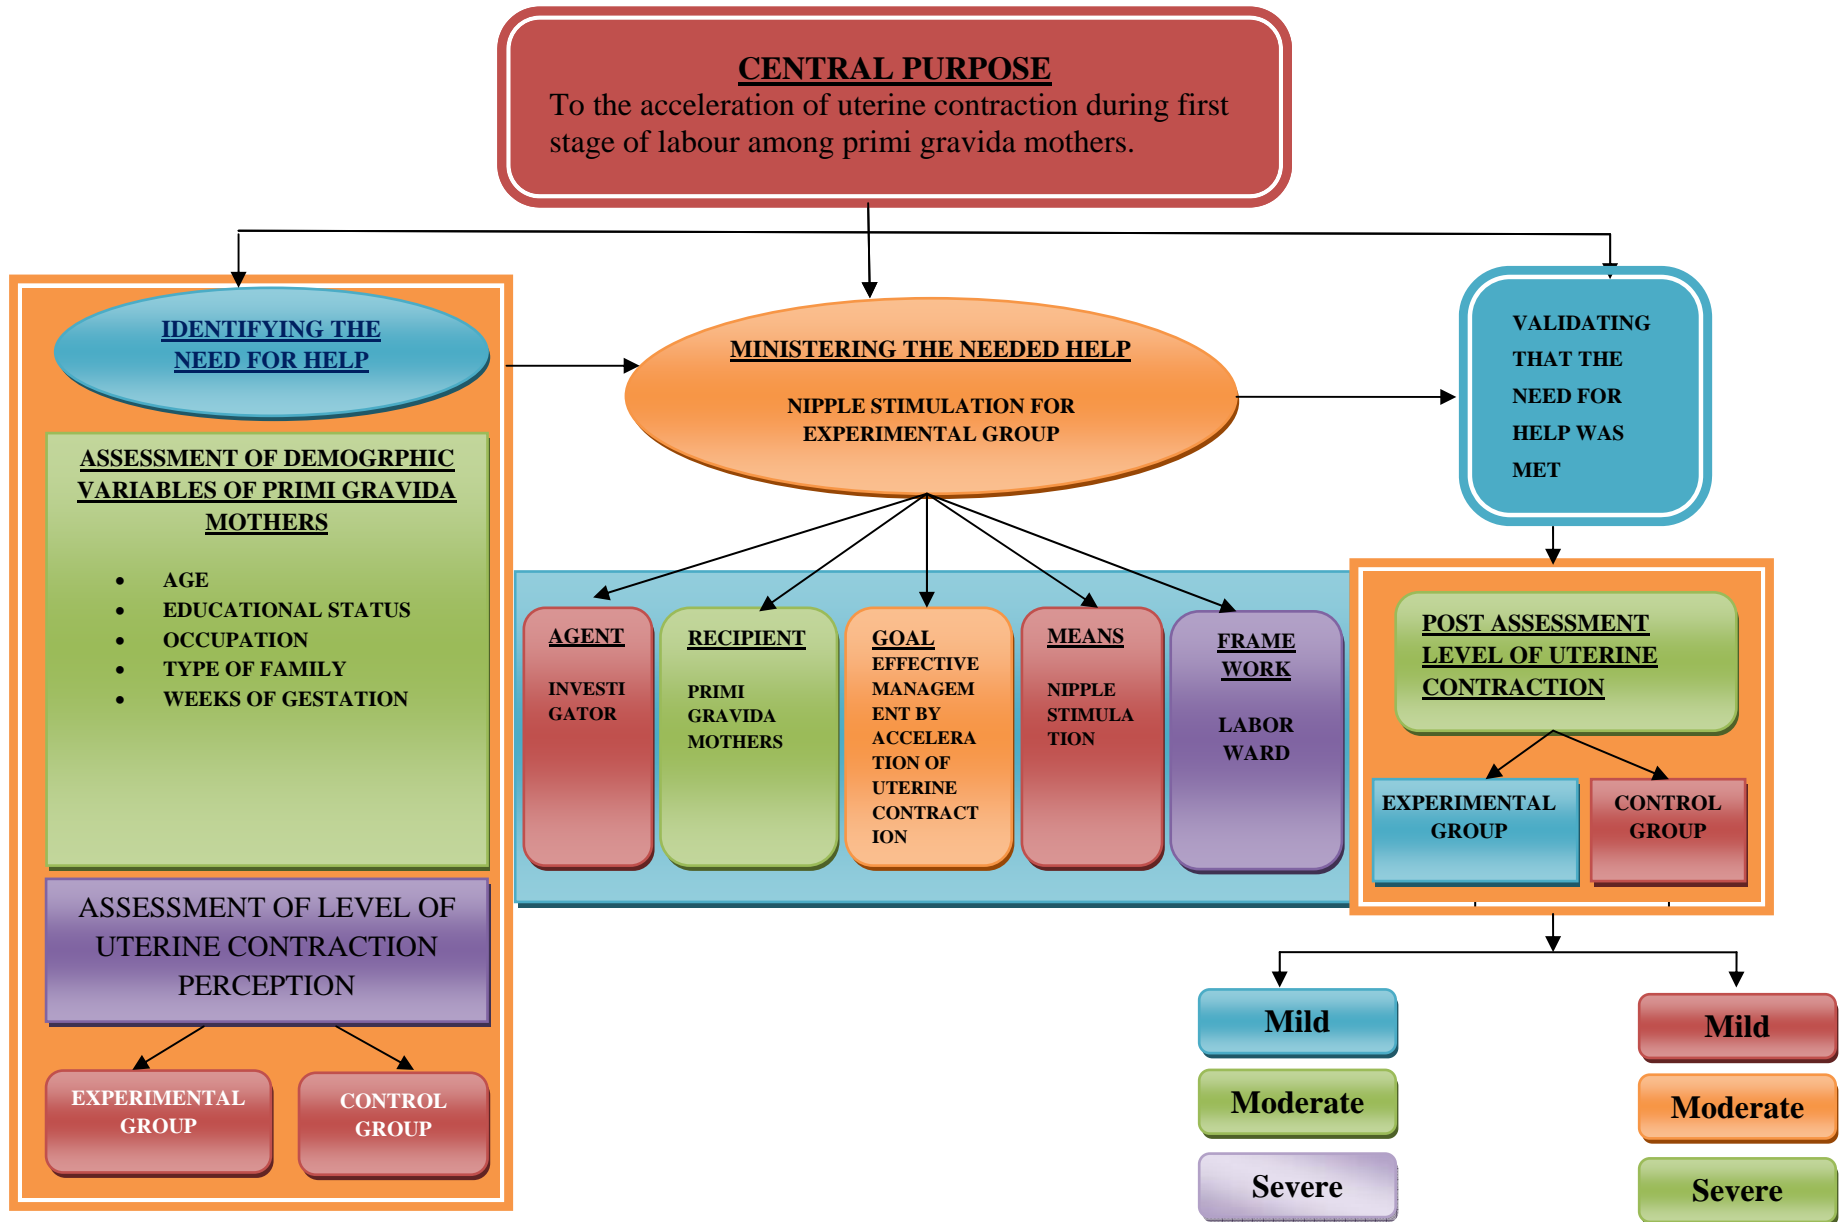 CENTRAL PURPOSE
To the acceleration of uterine contraction during first
stage of labour among primi gravida mothers.
IDENTIFYING THE
NEED FOR HELP
ASSESSMENT OF DEMOGRPHIC
VARIABLES OF PRIMI GRAVIDA
MOTHERS
• AGE
• EDUCATIONAL STATUS
• OCCUPATION
• TYPE OF FAMILY
• WEEKS OF GESTATION
ASSESSMENT OF LEVEL OF
UTERINE CONTRACTION
PERCEPTION
EXPERIMENTAL
GROUP
CONTROL
GROUP
MINISTERING THE NEEDED HELP
NIPPLE STIMULATION FOR
EXPERIMENTAL GROUP
AGENT
INVESTI
GATOR
RECIPIENT
PRIMI
GRAVIDA
MOTHERS
GOAL
EFFECTIVE
MANAGEM
ENT BY
ACCELERA
TION OF
UTERINE
CONTRACT
ION
MEANS
NIPPLE
STIMULA
TION
FRAME
WORK
LABOR
WARD
VALIDATING
THAT THE
NEED FOR
HELP WAS
MET
POST ASSESSMENT
LEVEL OF UTERINE
CONTRACTION
EXPERIMENTAL
GROUP
CONTROL
GROUP
Mild
Moderate
Severe
Mild
Moderate
Severe